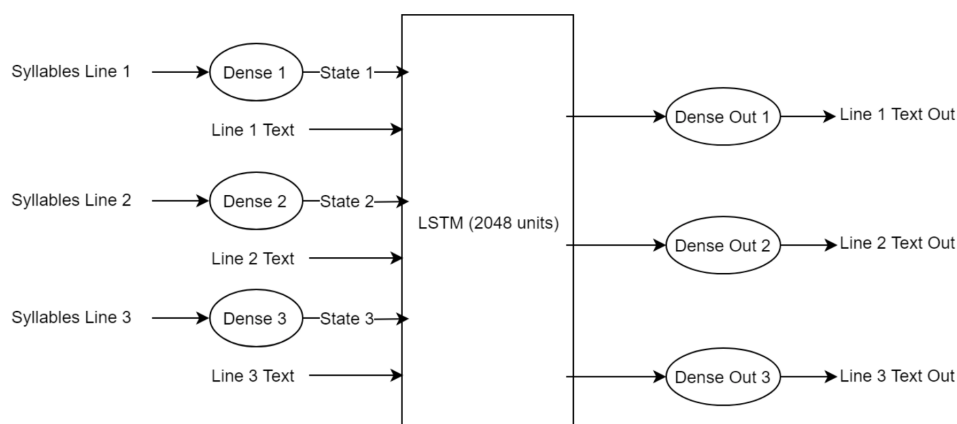 Syllables Line 1
Dense 1
State 1
Line 1 Text
Syllables Line 2
Dense 2
State 2
Line 2 Text
Syllables Line 3
Dense 3
State 3
Line 3 Text
LSTM (2048 units)
Dense Out 1
Line 1 Text Out
Dense Out 2
Line 2 Text Out
Dense Out 3
Line 3 Text Out